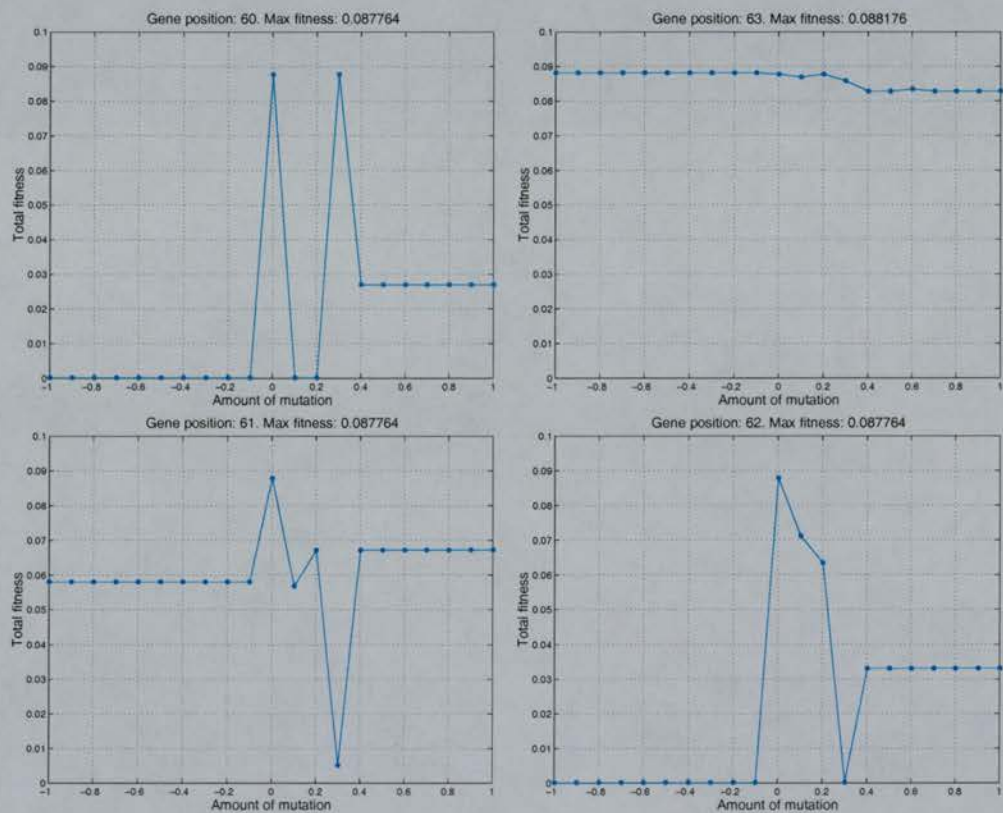 Gene position: 60. Max fitness: 0.087764
0.1
0.09
0.08
0.07
0.06
0.05
0.04
0.03
0.02
0.01
0
Total fitness
−1 −0.8 −0.6 −0.4 −0.2 0 0.2 0.4 0.6 0.8 1
Amount of mutation
Gene position: 63. Max fitness: 0.088176
0.1
0.09
0.08
0.07
0.06
0.05
0.04
0.03
0.02
0.01
0
Total fitness
−1 −0.8 −0.6 −0.4 −0.2 0 0.2 0.4 0.6 0.8 1
Amount of mutation
Gene position: 61. Max fitness: 0.087764
0.1
0.09
0.08
0.07
0.06
0.05
0.04
0.03
0.02
0.01
0
Total fitness
−1 −0.8 −0.6 −0.4 −0.2 0 0.2 0.4 0.6 0.8 1
Amount of mutation
Gene position: 62. Max fitness: 0.087764
0.1
0.09
0.08
0.07
0.06
0.05
0.04
0.03
0.02
0.01
0
Total fitness
−1 −0.8 −0.6 −0.4 −0.2 0 0.2 0.4 0.6 0.8 1
Amount of mutation